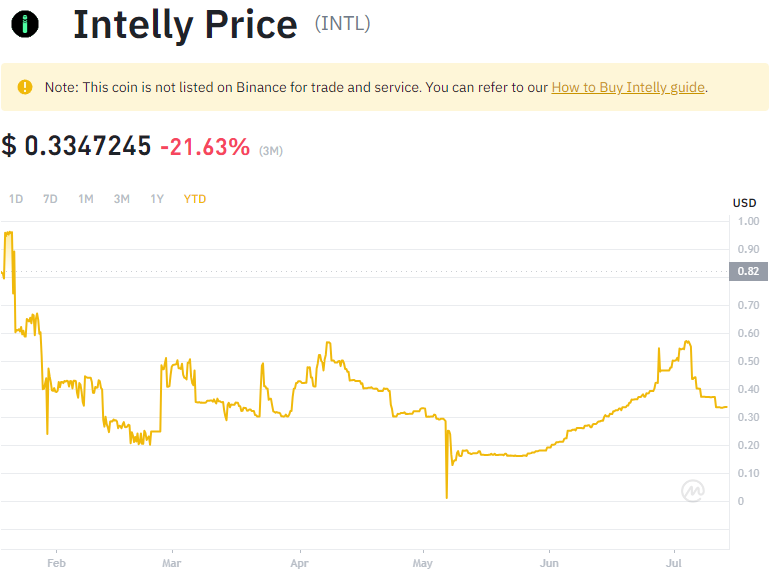 Intelly Price (INTL)
Note: This coin is not listed on Binance for trade and service. You can refer to our How to Buy Intelly guide.
$ 0.3347245 -21.63% (3M)
1D 7D 1M 3M 1Y YTD
USD
1.00
0.90
0.82
0.70
0.60
0.50
0.40
0.30
0.20
0.10
0
Feb Mar Apr May Jun Jul